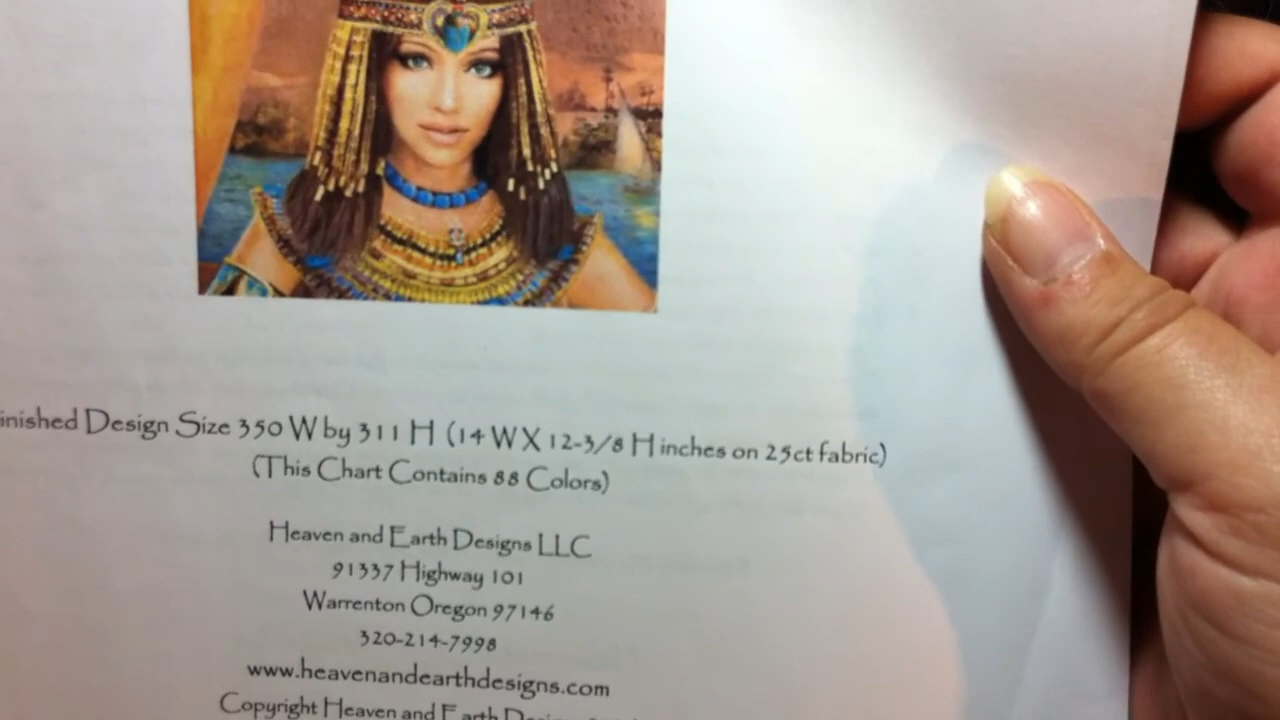 inished Design Size 350 W by 311 H (14 W X 12-3/8 H inches on 25ct fabric)
(This Chart Contains 88 Colors)
Heaven and Earth Designs LLC
91337 Highway 101
Warrenton Oregon 97146
320-214-7998
www.heavenandearthdesigns.com
Copyright Heaven and Earth Desig